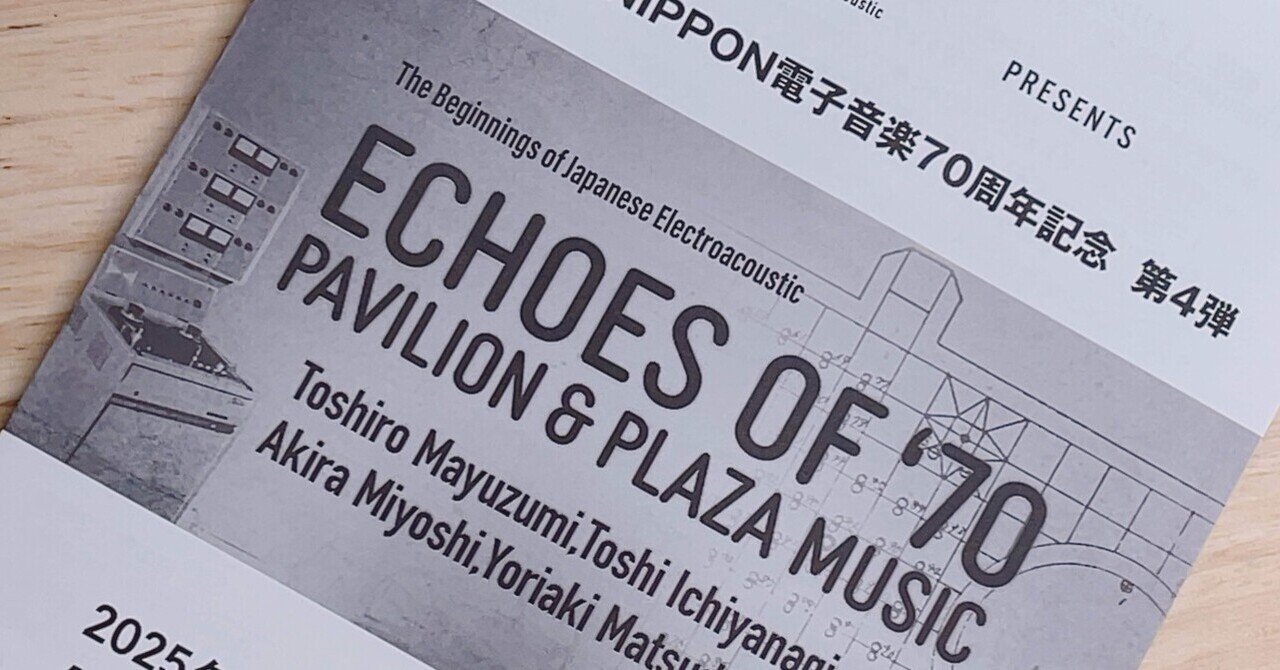 PRESENTS
NIPPON電子音楽70周年記念 第4弾
The Beginnings of Japanese Electroacoustic
ECHOES OF '70
PAVILION & PLAZA MUSIC
Toshiro Mayuzumi,Toshi Ichiyanagi
Akira Miyoshi,Yoriaki
2025